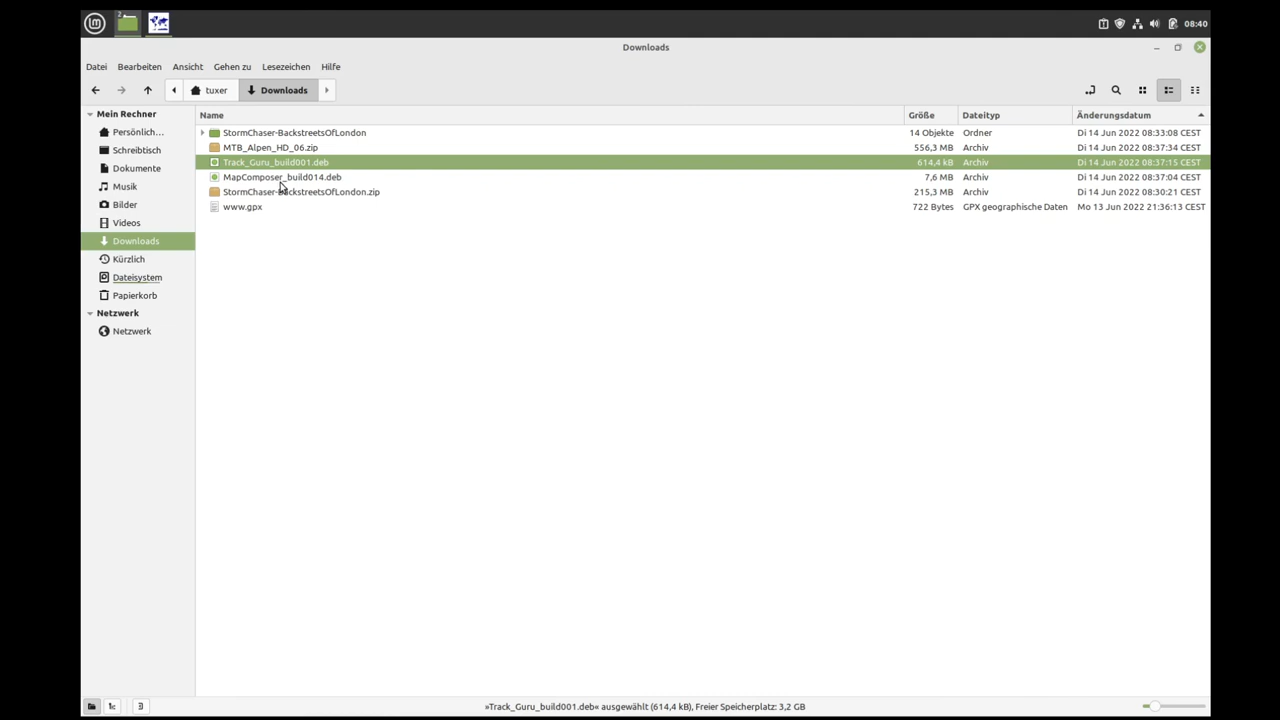 2
08:40
Downloads
Datei Bearbeiten Ansicht Gehen zu Lesezeichen Hilfe
tuxer Downloads
Mein Rechner
Persönlich...
Schreibtisch
Dokumente
Musik
Bilder
Videos
Downloads
Kürzlich
Dateisystem
Papierkorb
Netzwerk
Netzwerk
Name Größe Dateityp Änderungsdatum
StormChaser-BackstreetsOfLondon 14 Objekte Ordner Di 14 Jun 2022 08:33:08 CEST
MTB_Alpen_HD_06.zip 556,3 MB Archiv Di 14 Jun 2022 08:37:34 CEST
Track_Guru_build001.deb 614,4 kB Archiv Di 14 Jun 2022 08:37:15 CEST
MapComposer_build014.deb 7,6 MB Archiv Di 14 Jun 2022 08:37:04 CEST
StormChaser-BackstreetsOfLondon.zip 215,3 MB Archiv Di 14 Jun 2022 08:30:21 CEST
www.gpx 722 Bytes GPX geographische Daten Mo 13 Jun 2022 21:36:13 CEST
»Track_Guru_build001.deb« ausgewählt (614,4 kB), Freier Speicherplatz: 3,2 GB